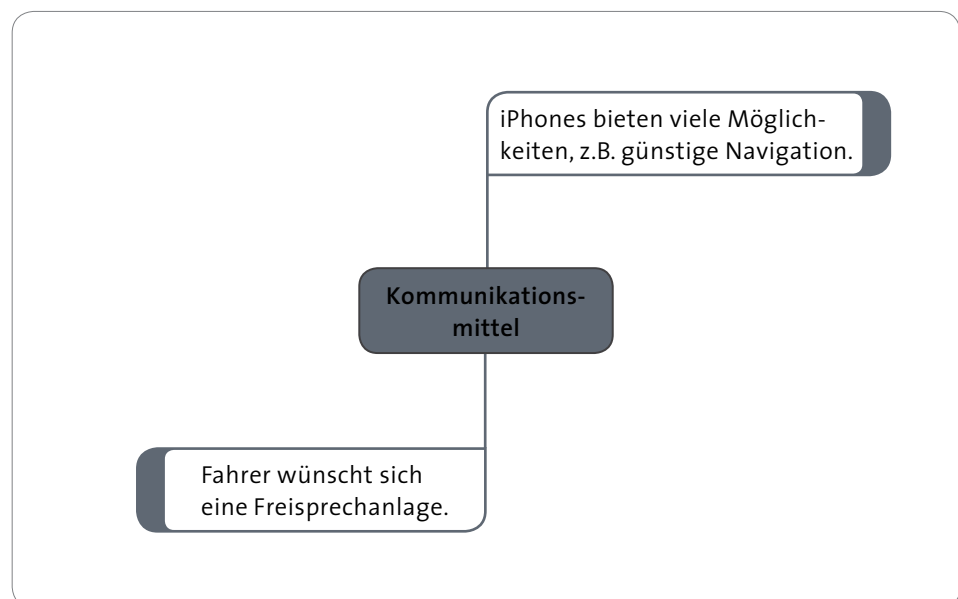 iPhones bieten viele Möglich-
keiten, z.B. günstige Navigation.
Kommunikations-
mittel
Fahrer wünscht sich
eine Freisprechanlage.